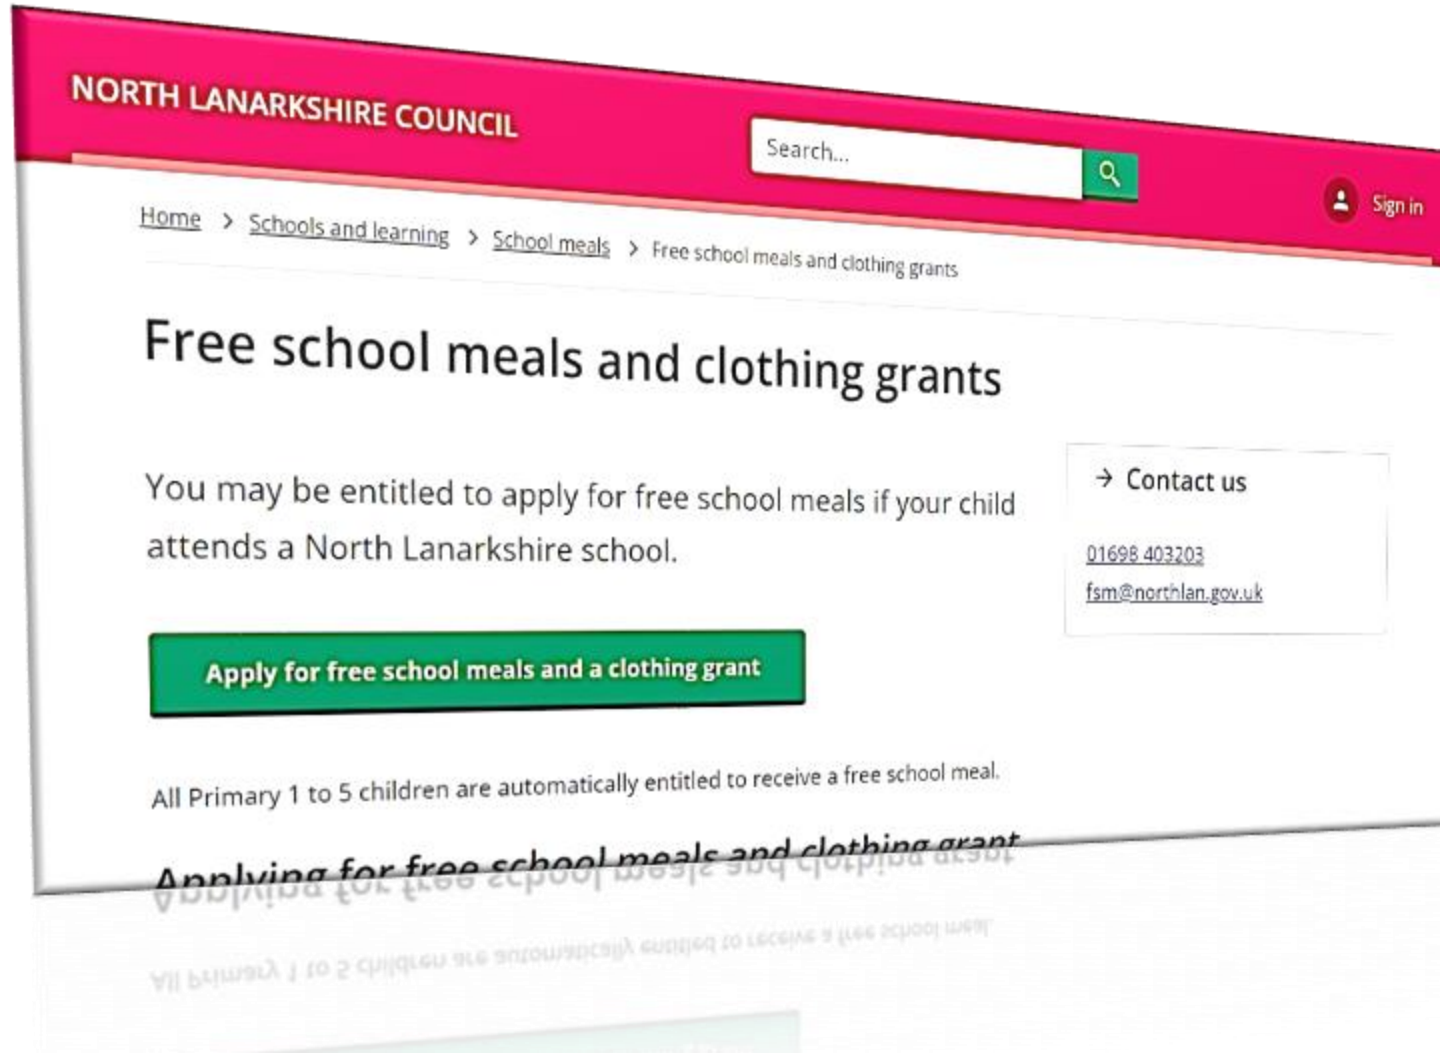 NORTH LANARKSHIRE COUNCIL
Search...
Sign in
Home > Schools and learning > School meals > Free school meals and clothing grants
Free school meals and clothing grants
You may be entitled to apply for free school meals if your child
attends a North Lanarkshire school.
→ Contact us
01698 403203
fsm@northlan.gov.uk
Apply for free school meals and a clothing grant
All Primary 1 to 5 children are automatically entitled to receive a free school meal.
Applying for free school meals and clothing grant